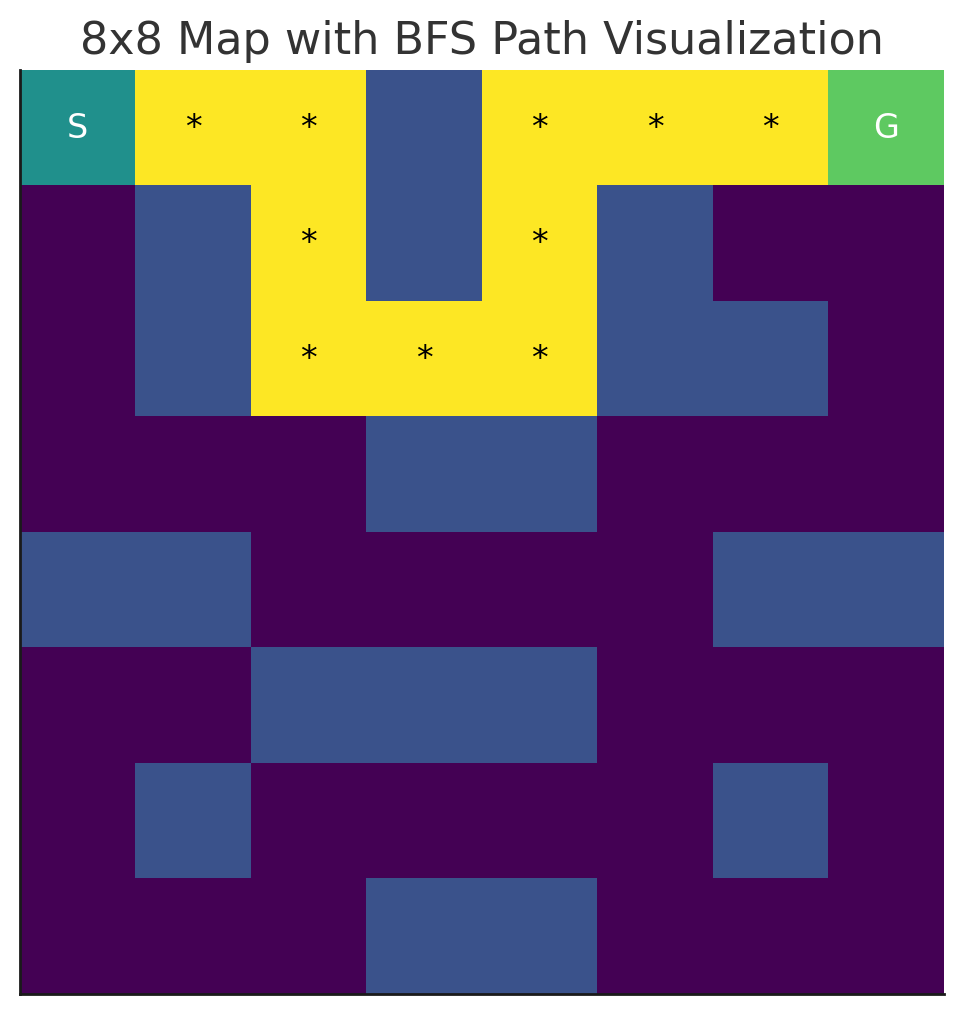 8x8 Map with BFS Path Visualization
S * * * * * G
* *
* * *